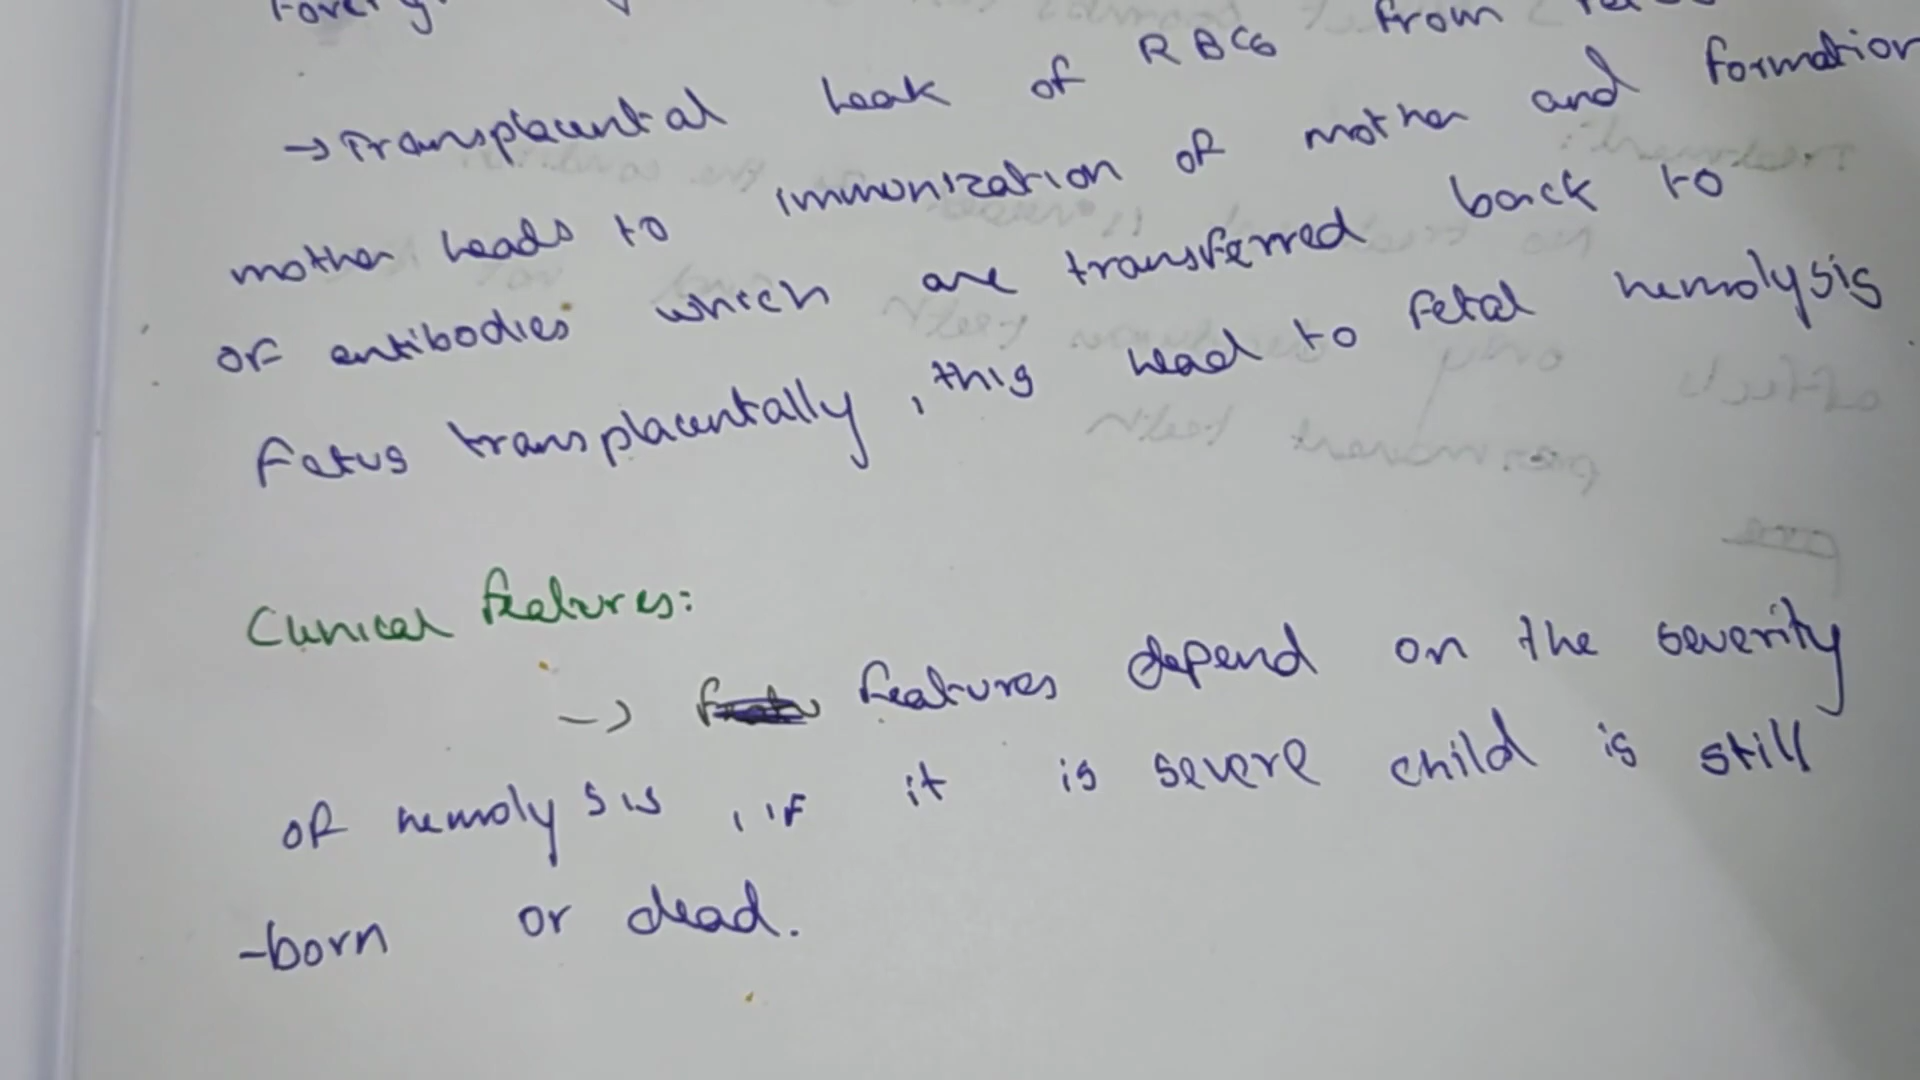 → Transplacental leak of RBCs from
mother leads to immunization of mother and formation
of antibodies which are transferred back to
fetus transplacentally, this lead to fetal hemolysis
Clinical features:
→ features depend on the severity
of hemolysis, if it is severe child is still
-born or dead.